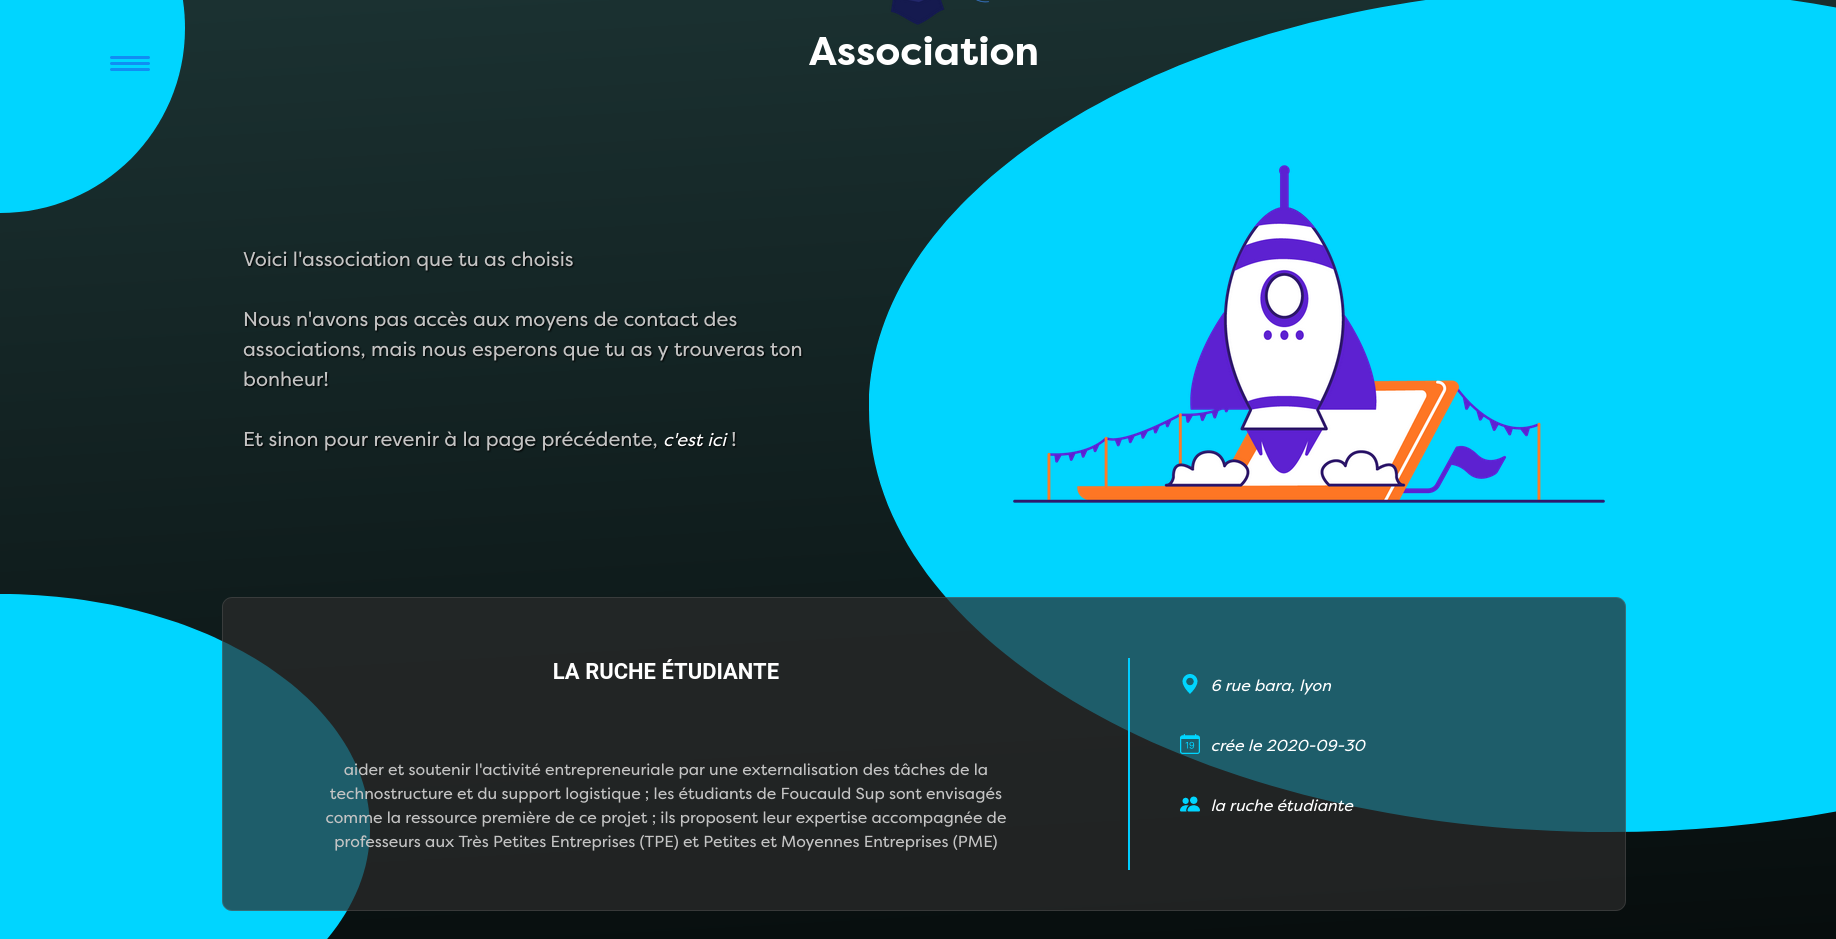 Association
Voici l'association que tu as choisis
Nous n'avons pas accès aux moyens de contact des
associations, mais nous esperons que tu as y trouveras ton
bonheur!
Et sinon pour revenir à la page précédente, c'est ici !
LA RUCHE ÉTUDIANTE
aider et soutenir l'activité entrepreneuriale par une externalisation des tâches de la
technostructure et du support logistique ; les étudiants de Foucauld Sup sont envisagés
comme la ressource première de ce projet ; ils proposent leur expertise accompagnée de
professeurs aux Très Petites Entreprises (TPE) et Petites et Moyennes Entreprises (PME)
6 rue bara, lyon
19
crée le 2020-09-30
la ruche étudiante